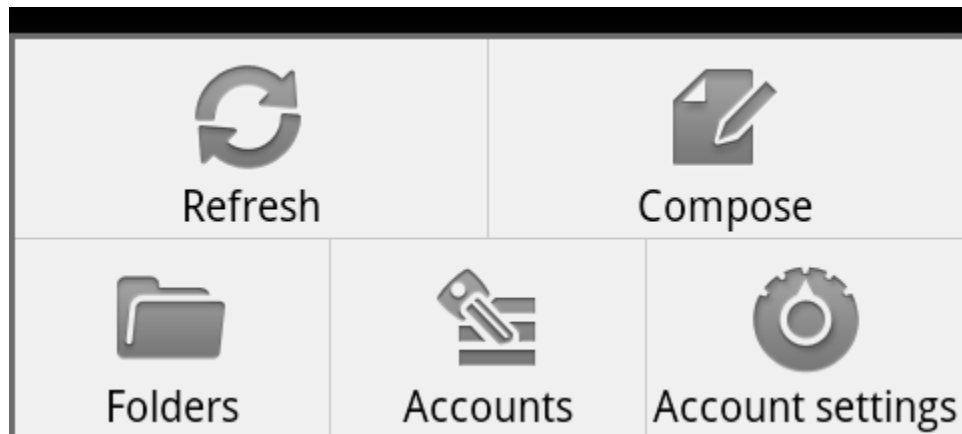 Refresh
Compose
Folders
Accounts
Account settings